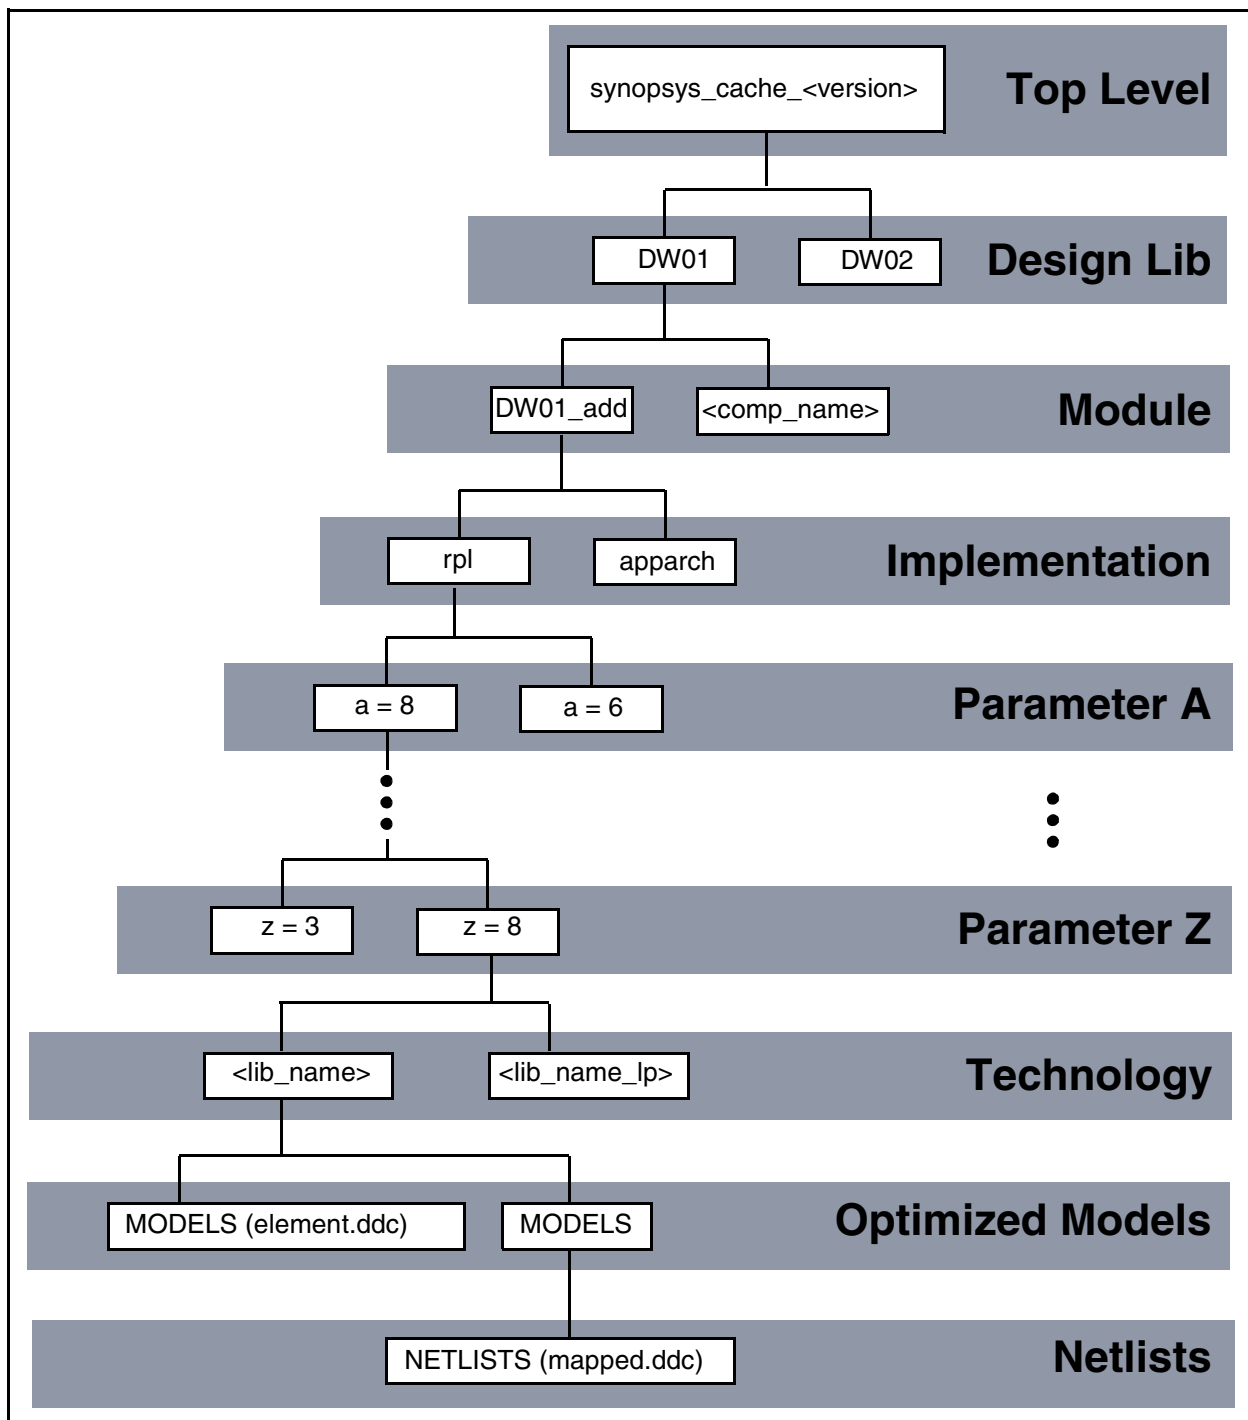 synopsys_cache_<version>
Top Level
DW01
DW02
Design Lib
DW01_add
<comp_name>
Module
rpl
apparch
Implementation
a = 8
a = 6
Parameter A
z = 3
z = 8
Parameter Z
<lib_name>
<lib_name_lp>
Technology
MODELS (element.ddc)
MODELS
Optimized Models
NETLISTS (mapped.ddc)
Netlists